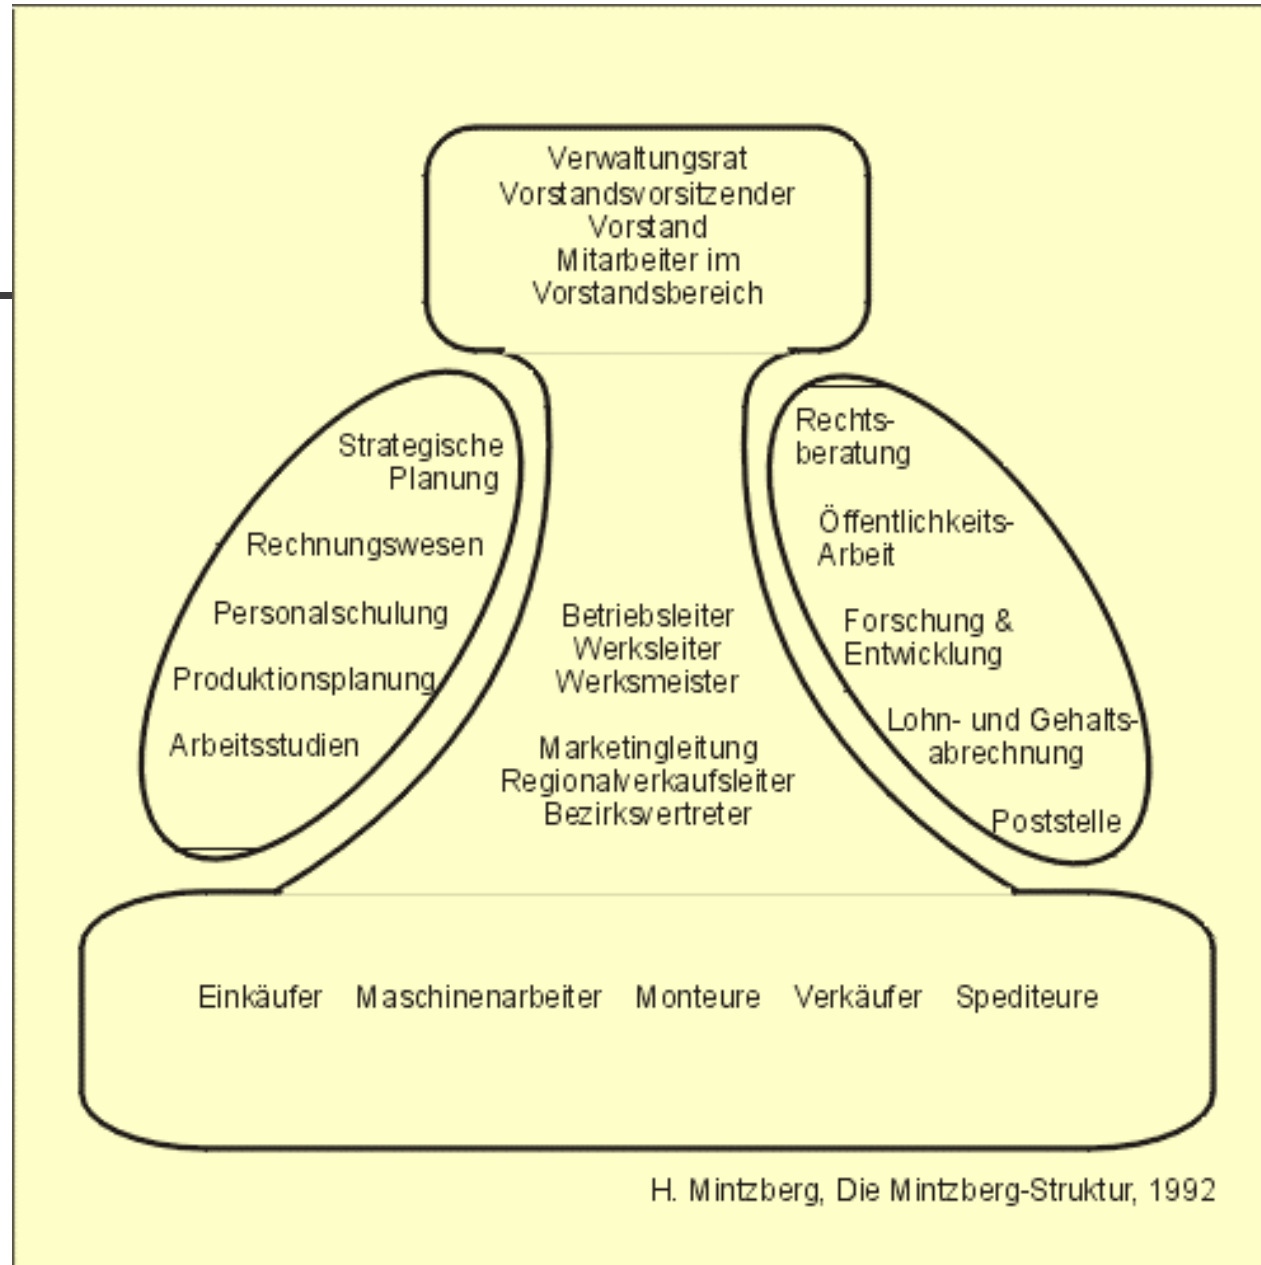 Verwaltungsrat
Vorstandsvorsitzender
Vorstand
Mitarbeiter im
Vorstandsbereich
Strategische
Planung
Rechnungswesen
Personalschulung
Produktionsplanung
Arbeitsstudien
Betriebsleiter
Werksleiter
Werksmeister
Marketingleitung
Regionalverkaufsleiter
Bezirksvertreter
Rechts-
beratung
Öffentlichkeits-
Arbeit
Forschung &
Entwicklung
Lohn- und Gehalts-
abrechnung
Poststelle
Einkäufer Maschinenarbeiter Monteure Verkäufer Spediteure
H. Mintzberg, Die Mintzberg-Struktur, 1992